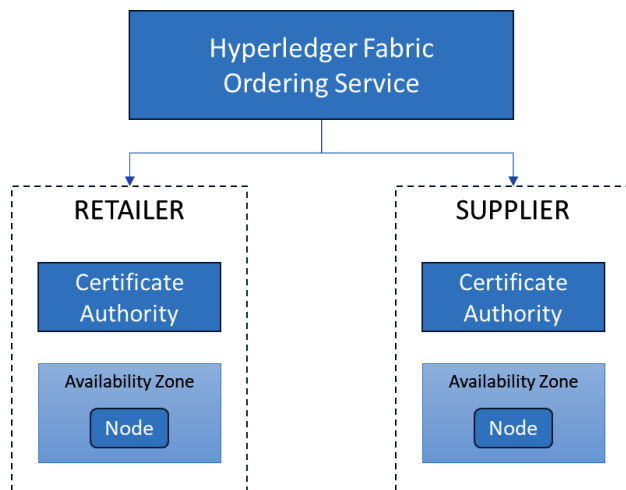 Hyperledger Fabric
Ordering Service
RETAILER
Certificate
Authority
Availability Zone
Node
SUPPLIER
Certificate
Authority
Availability Zone
Node